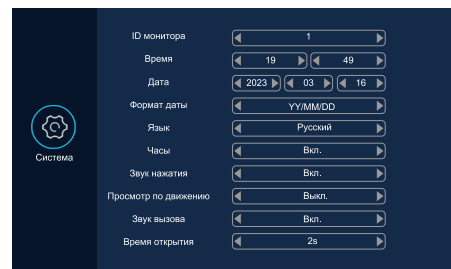 ID монитора 1
Время 19 49
Дата 2023 03 16
Формат даты YY/MM/DD
Язык Русский
Часы Вкл.
Система
Звук нажатия Вкл.
Просмотр по движению Выкл.
Звук вызова Вкл.
Время открытия 2s